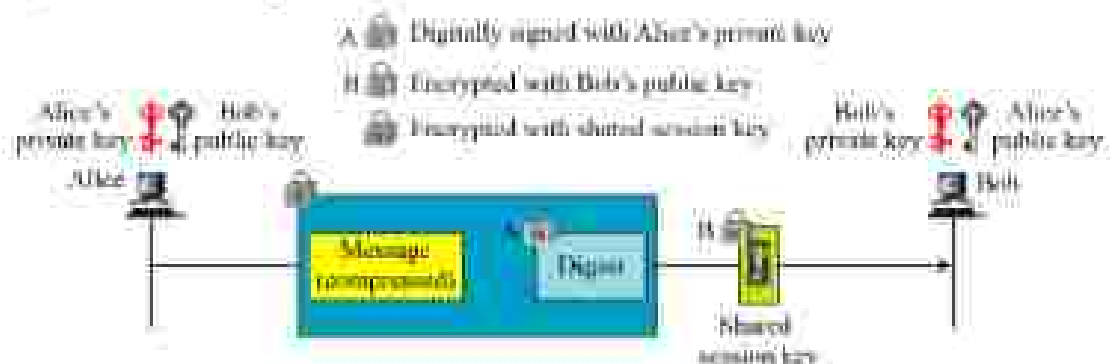 A Digitally signed with Alice's private key
B Encrypted with Bob's public key
Encrypted with shared session key
Alice's
private key
Bob's
public key
Alice
Bob's
private key
Alice's
public key
Bob
Message
(compressed)
A
Digest
B
Shared
session key